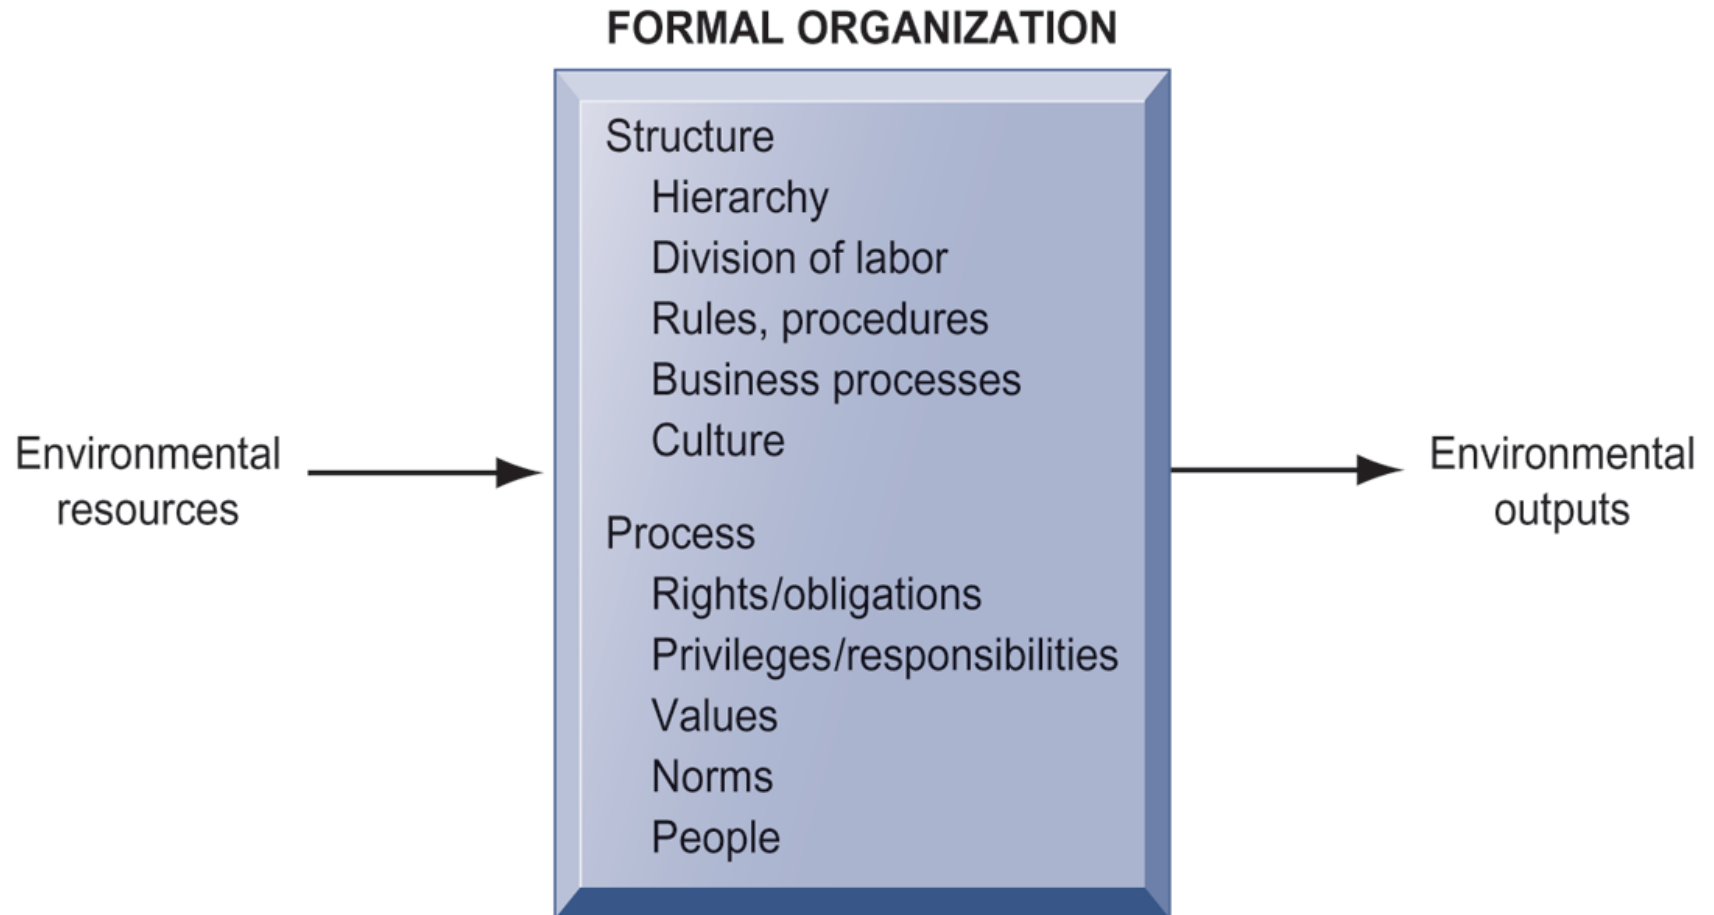 FORMAL ORGANIZATION
Structure
Hierarchy
Division of labor
Rules, procedures
Business processes
Culture
Process
Rights/obligations
Privileges/responsibilities
Values
Norms
People
Environmental
resources
Environmental
outputs